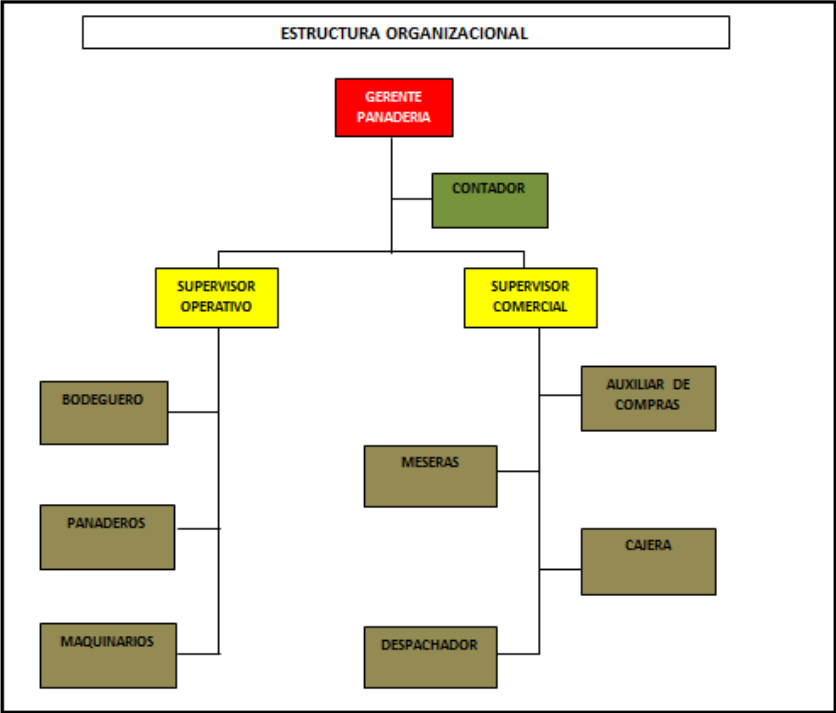 ESTRUCTURA ORGANIZACIONAL
GERENTE
PANADERIA
CONTADOR
SUPERVISOR
OPERATIVO
SUPERVISOR
COMERCIAL
BODEGUERO
AUXILIAR DE
COMPRAS
MESERAS
PANADEROS
CAJERA
MAQUINARIOS
DESPACHADOR